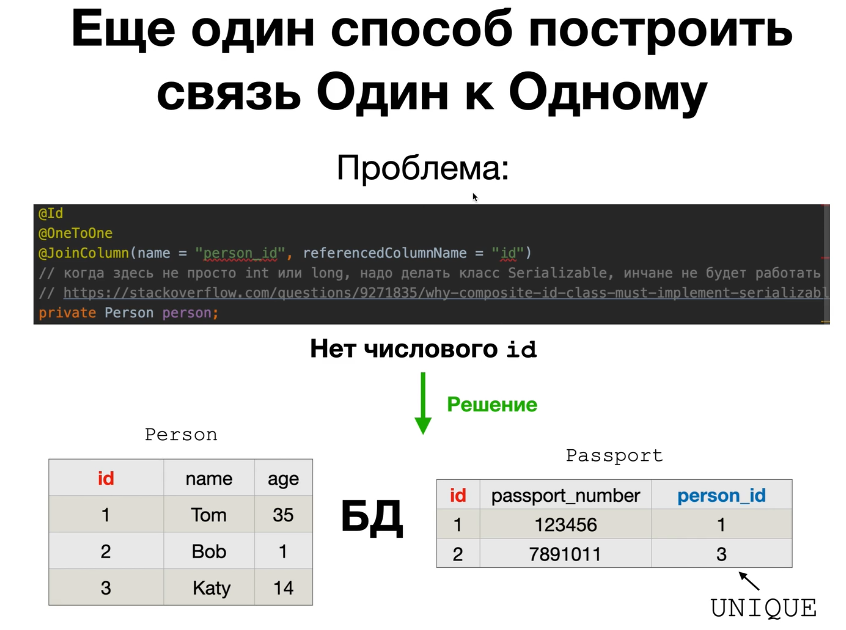 Еще один способ построить
связь Один к Одному
Проблема:
@Id
@OneToOne
@JoinColumn(name = "person_id", referencedColumnName = "id")
// когда здесь не просто int или long, надо делать класс Serializable, инчане не будет работать
// https://stackoverflow.com/questions/9271835/why-composite-id-class-must-implement-serializabl
private Person person;
Нет числового id
Решение
Person
id name age
1 Tom 35
2 Bob 1
3 Katy 14
БД
Passport
id passport_number person_id
1 123456 1
2 7891011 3
UNIQUE